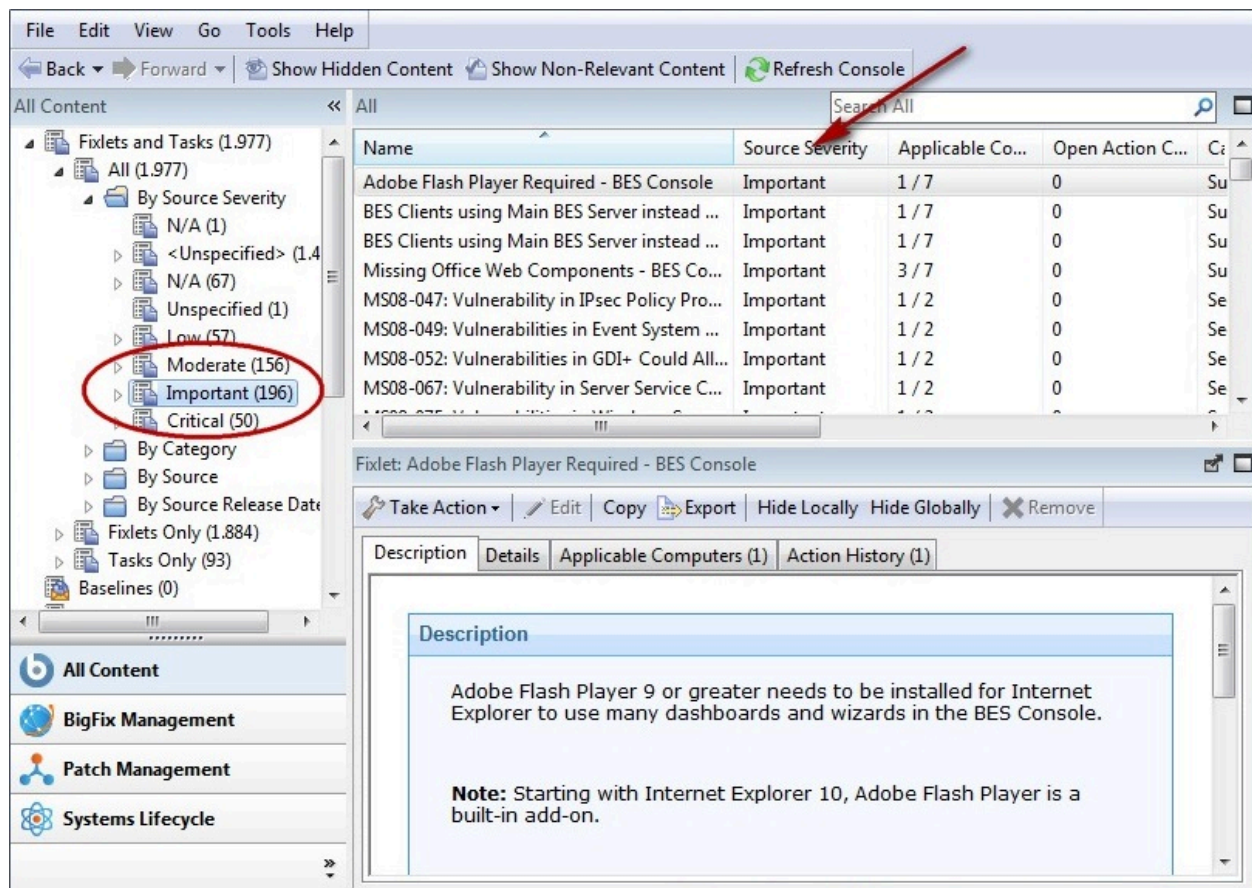 File Edit View Go Tools Help
Back Forward Show Hidden Content Show Non-Relevant Content Refresh Console
All Content
Fixlets and Tasks (1.977)
All (1.977)
By Source Severity
N/A (1)
<Unspecified> (1.4
N/A (67)
Unspecified (1)
Low (57)
Moderate (156)
Important (196)
Critical (50)
By Category
By Source
By Source Release Date
Fixlets Only (1.884)
Tasks Only (93)
Baselines (0)
All Content
BigFix Management
Patch Management
Systems Lifecycle
All Search All
Name Source Severity Applicable Co... Open Action C... Ca
Adobe Flash Player Required - BES Console Important 1 / 7 0 Su
BES Clients using Main BES Server instead ... Important 1 / 7 0 Su
BES Clients using Main BES Server instead ... Important 1 / 7 0 Su
Missing Office Web Components - BES Co... Important 3 / 7 0 Su
MS08-047: Vulnerability in IPsec Policy Pro... Important 1 / 2 0 Se
MS08-049: Vulnerabilities in Event System ... Important 1 / 2 0 Se
MS08-052: Vulnerabilities in GDI+ Could All... Important 1 / 2 0 Se
MS08-067: Vulnerability in Server Service C... Important 1 / 2 0 Se
Fixlet: Adobe Flash Player Required - BES Console
Take Action Edit Copy Export Hide Locally Hide Globally Remove
Description Details Applicable Computers (1) Action History (1)
Description
Adobe Flash Player 9 or greater needs to be installed for Internet
Explorer to use many dashboards and wizards in the BES Console.
Note: Starting with Internet Explorer 10, Adobe Flash Player is a
built-in add-on.